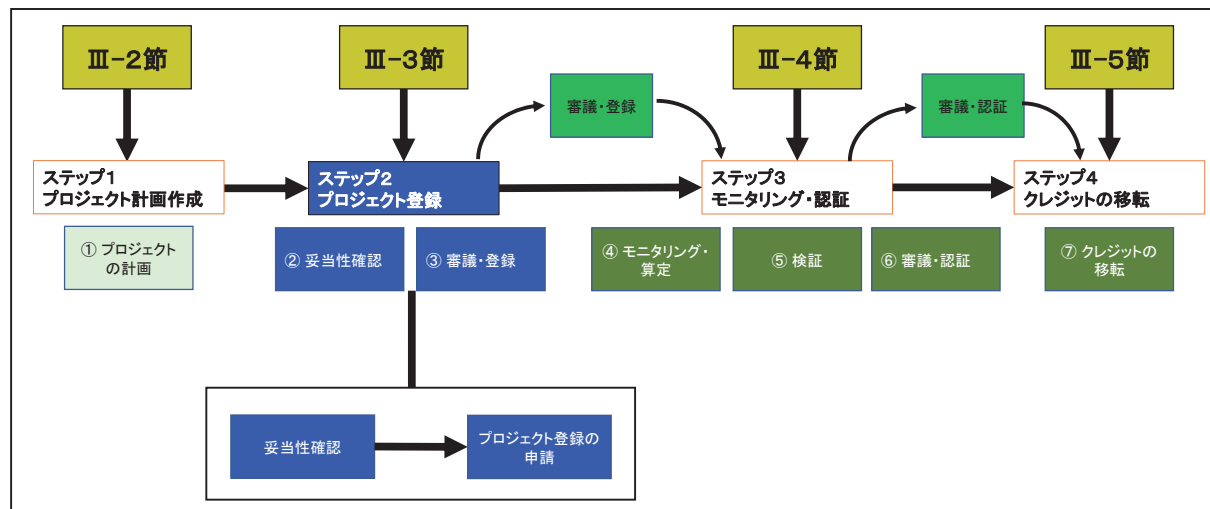 Ⅲ-2節
Ⅲ-3節
Ⅲ-4節
Ⅲ-5節
審議・登録
審議・認証
ステップ1
プロジェクト計画作成
ステップ2
プロジェクト登録
ステップ3
モニタリング・認証
ステップ4
クレジットの移転
① プロジェクト
の計画
② 妥当性確認
③ 審議・登録
④ モニタリング・
算定
⑤ 検証
⑥ 審議・認証
⑦ クレジットの
移転
妥当性確認
プロジェクト登録の
申請